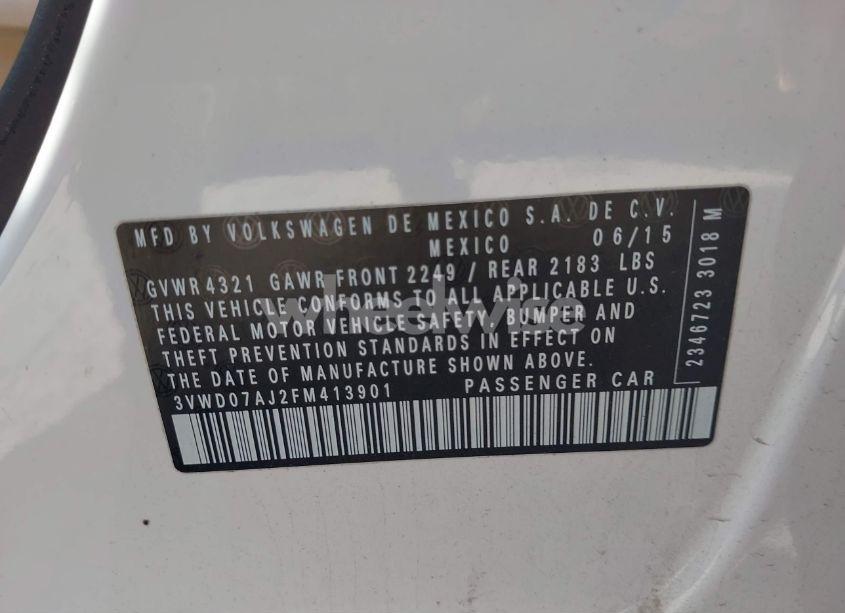 MFD BY VOLKSWAGEN DE MEXICO S.A. DE C.V.
MEXICO 06/15
GVWR 4321 GAWR FRONT 2249 / REAR 2183 LBS
THIS VEHICLE CONFORMS TO ALL APPLICABLE U.S.
FEDERAL MOTOR VEHICLE SAFETY, BUMPER AND
THEFT PREVENTION STANDARDS IN EFFECT ON
THE DATE OF MANUFACTURE SHOWN ABOVE.
3VWD07AJ2FM413901 PASSENGER CAR
23467233018 M
wheelwise